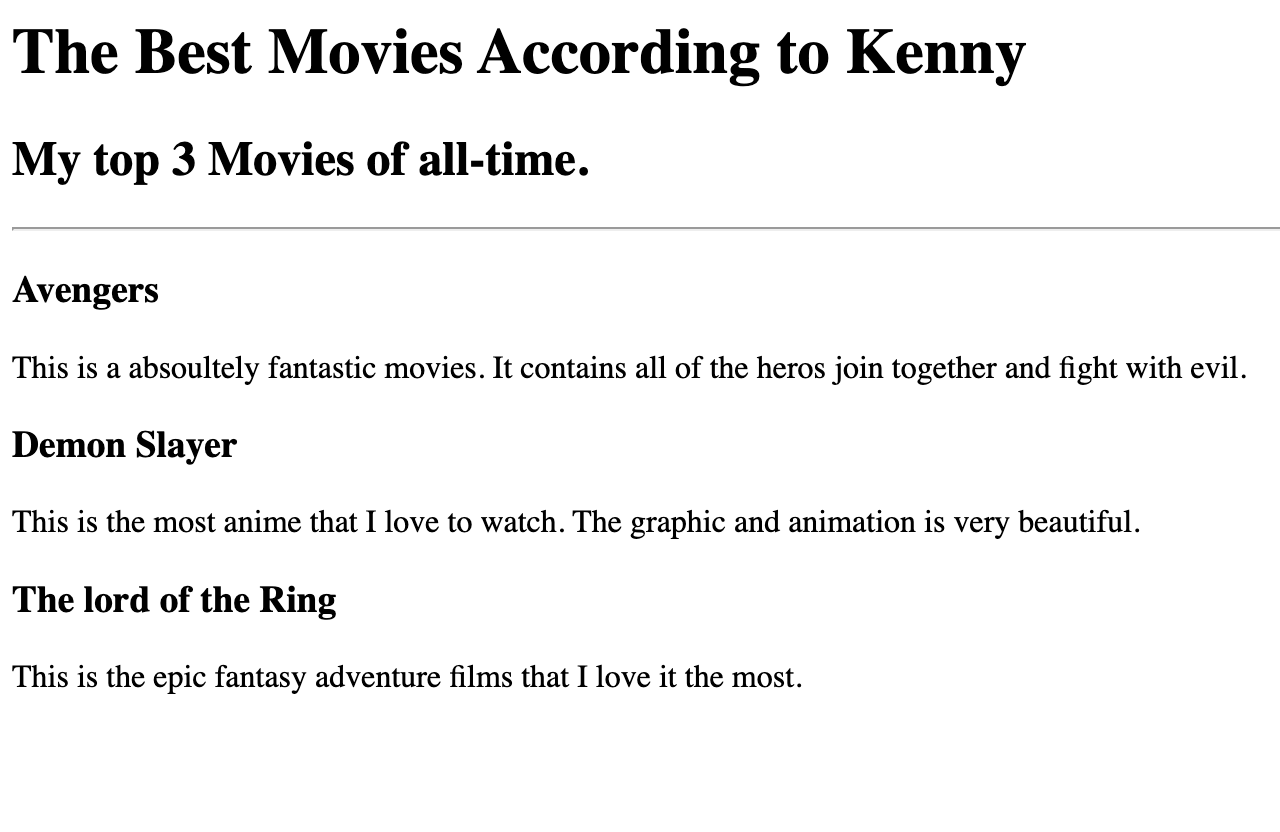 The Best Movies According to Kenny
My top 3 Movies of all-time.
Avengers
This is a absoultely fantastic movies. It contains all of the heros join together and fight with evil.
Demon Slayer
This is the most anime that I love to watch. The graphic and animation is very beautiful.
The lord of the Ring
This is the epic fantasy adventure films that I love it the most.